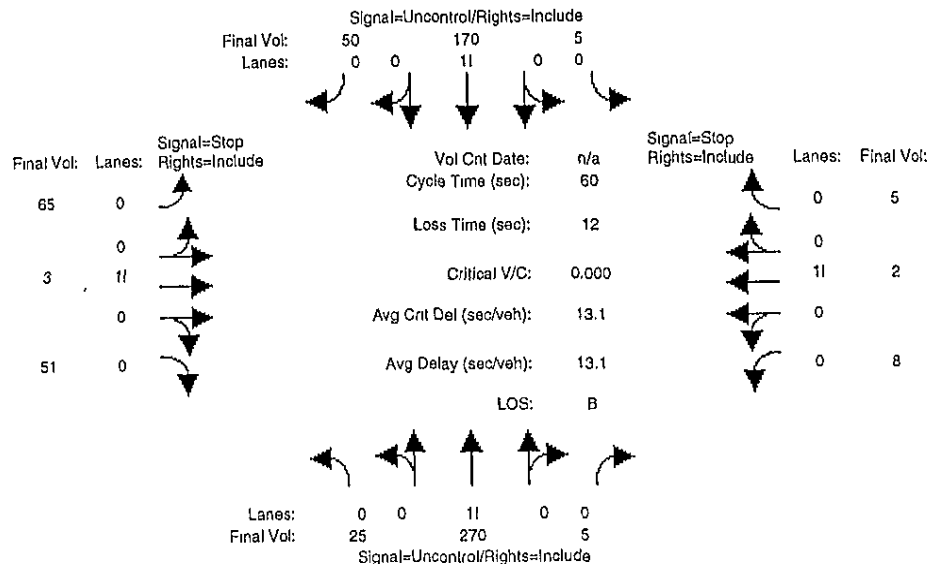 Signal=Uncontrol/Rights=Include
Final Vol: 50 170 5
Lanes: 0 0 1! 0 0
Signal=Stop
Final Vol: Lanes: Rights=Include
65 0
0
3 1!
0
51 0
Vol Cnt Date: n/a
Cycle Time (sec): 60
Loss Time (sec): 12
Critical V/C: 0.000
Avg Crit Del (sec/veh): 13.1
Avg Delay (sec/veh): 13.1
LOS: B
Signal=Stop
Rights=Include Lanes: Final Vol:
0 5
0
1! 2
0
0 8
Lanes: 0 0 1! 0 0
Final Vol: 25 270 5
Signal=Uncontrol/Rights=Include